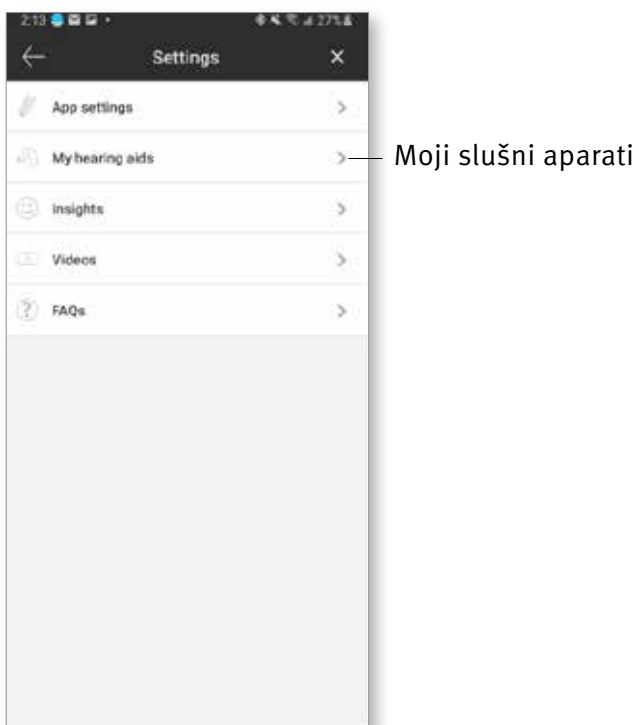 2:13 27%
Settings
App settings
My hearing aids
Moji slušni aparati
Insights
Videos
FAQs